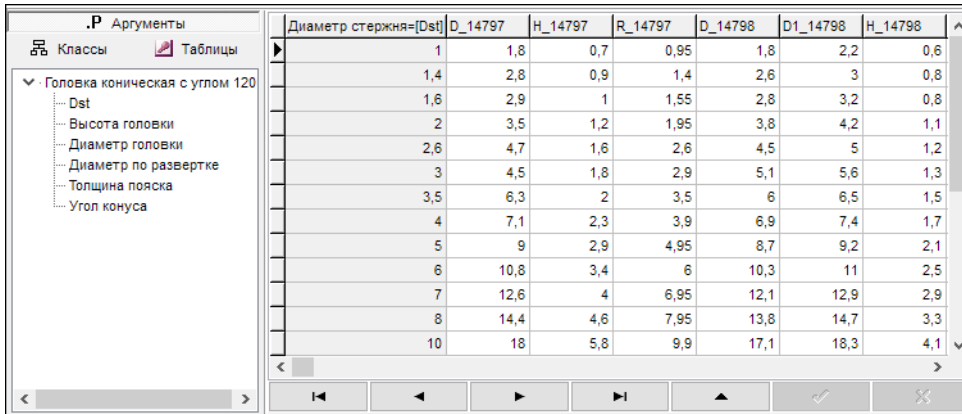 .P Аргументы
Классы Таблицы
Головка коническая с углом 120
Dst
Высота головки
Диаметр головки
Диаметр по развертке
Толщина пояска
Угол конуса
Диаметр стержня=[Dst] D_14797 H_14797 R_14797 D_14798 D1_14798 H_14798
1 1,8 0,7 0,95 1,8 2,2 0,6
1,4 2,8 0,9 1,4 2,6 3 0,8
1,6 2,9 1 1,55 2,8 3,2 0,8
2 3,5 1,2 1,95 3,8 4,2 1,1
2,6 4,7 1,6 2,6 4,5 5 1,2
3 4,5 1,8 2,9 5,1 5,6 1,3
3,5 6,3 2 3,5 6 6,5 1,5
4 7,1 2,3 3,9 6,9 7,4 1,7
5 9 2,9 4,95 8,7 9,2 2,1
6 10,8 3,4 6 10,3 11 2,5
7 12,6 4 6,95 12,1 12,9 2,9
8 14,4 4,6 7,95 13,8 14,7 3,3
10 18 5,8 9,9 17,1 18,3 4,1